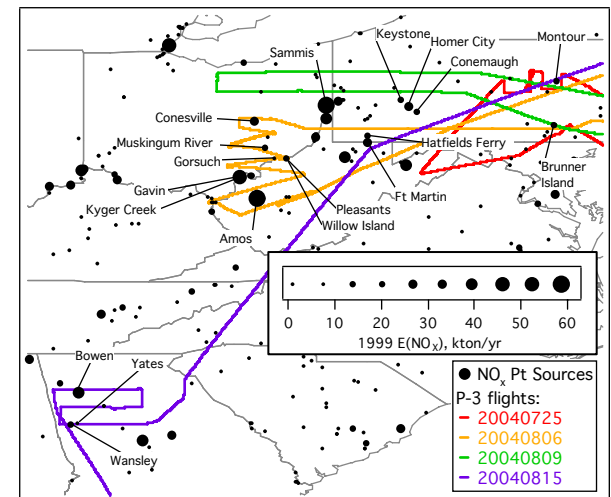 Keystone
Homer City
Montour
Sammis
Conemaugh
Conesville
Muskingum River
Hatfields Ferry
Gorsuch
Brunner
Island
Gavin
Ft Martin
Kyger Creek
Pleasants
Willow Island
Amos
0 10 20 30 40 50 60
1999 E(NOx), kton/yr
Bowen
Yates
Wansley
NOx Pt Sources
P-3 flights:
20040725
20040806
20040809
20040815